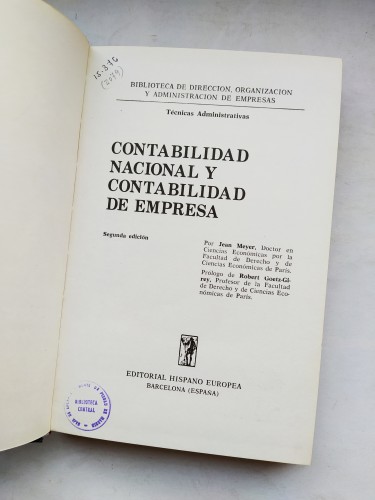 15.376
BIBLIOTECA DE DIRECCION, ORGANIZACION
Y ADMINISTRACION DE EMPRESAS
Técnicas Administrativas
CONTABILIDAD
NACIONAL Y
CONTABILIDAD
DE EMPRESA
Segunda edición
Por Jean Meyer, Doctor en
Ciencias Económicas por la
Facultad de Derecho y de
Ciencias Económicas de París.
Prólogo de Robert Goetz-Gi-
rey, Profesor de la Facultad
de Derecho y de Ciencias Eco-
nómicas de París.
EDITORIAL HISPANO EUROPEA
BARCELONA (ESPAÑA)
BIBLIOTECA
CENTRAL